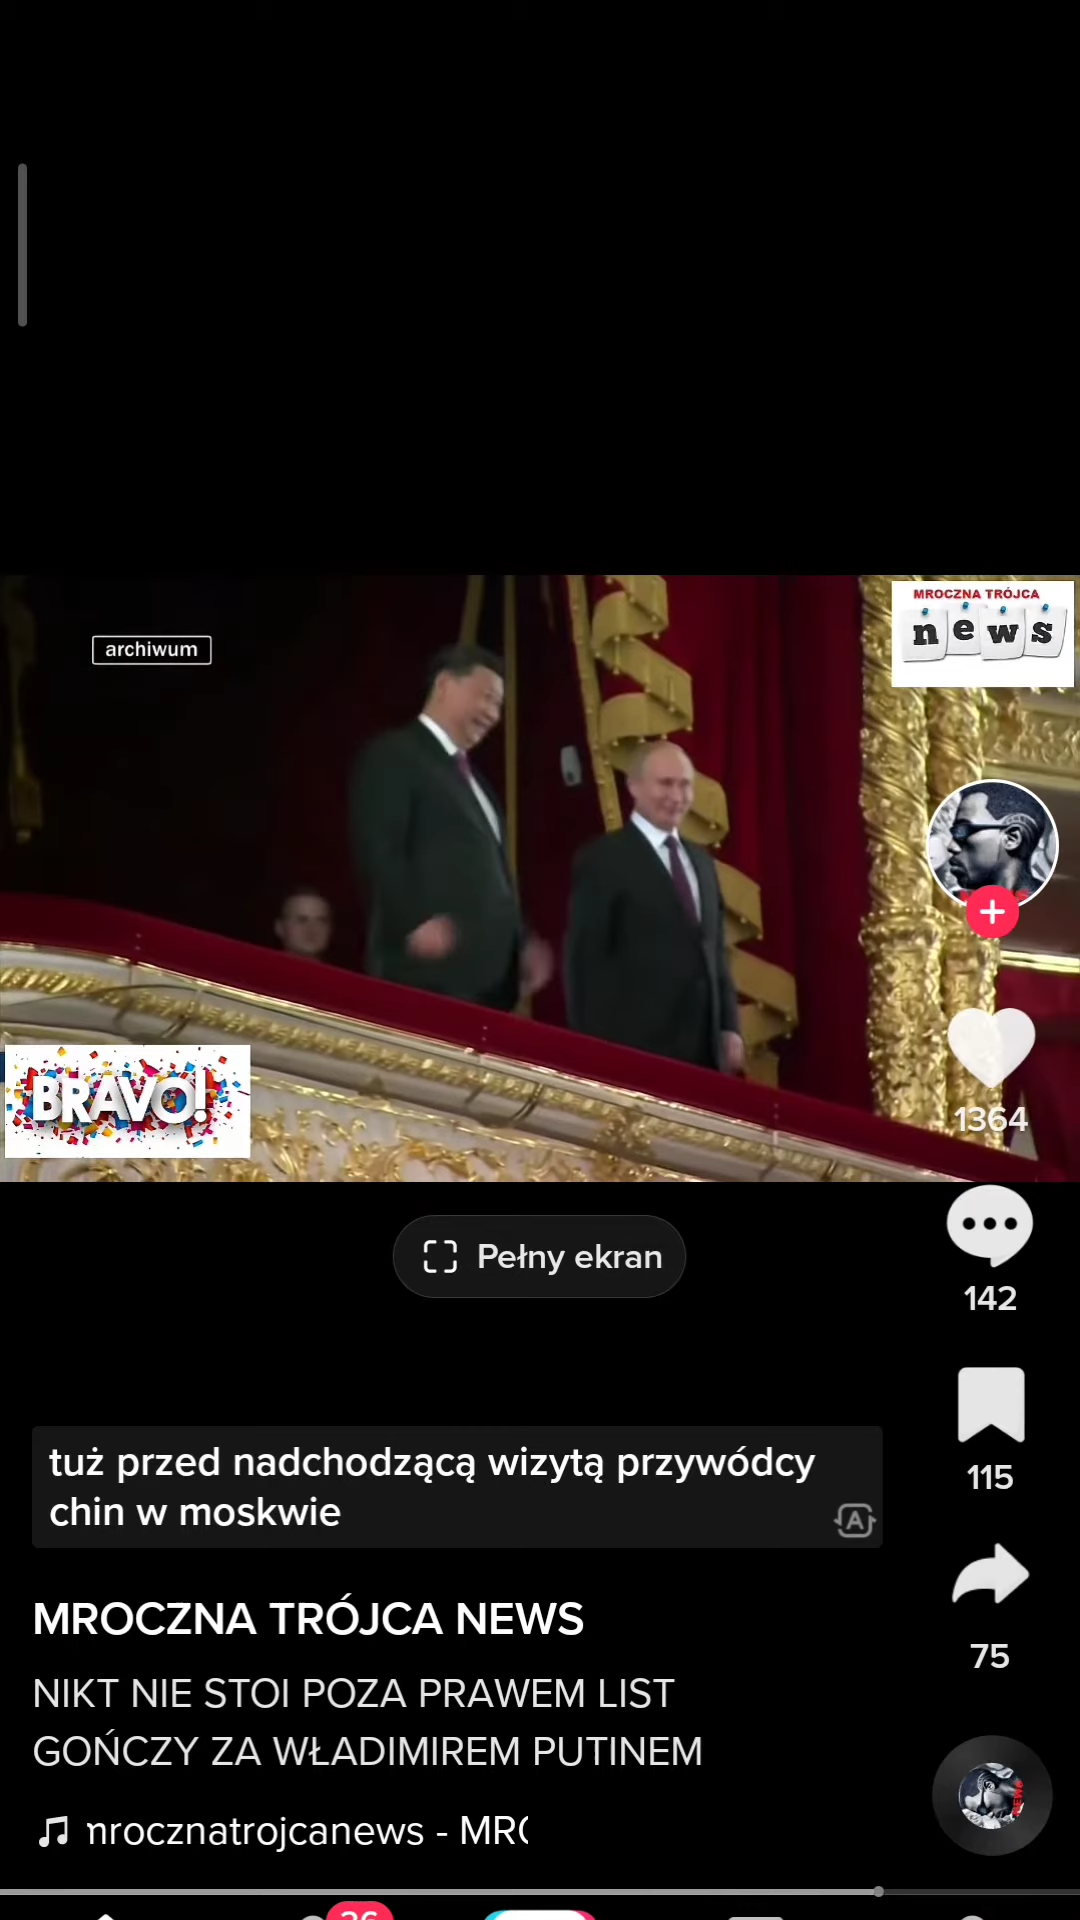 MROCZNA TRÓJCA
news
archiwum
BRAVO!
1364
Pełny ekran
142
tuż przed nadchodzącą wizytą przywódcy
chin w moskwie
115
MROCZNA TRÓJCA NEWS
75
NIKT NIE STOI POZA PRAWEM LIST
GOŃCZY ZA WŁADIMIREM PUTINEM
mrocznatrojcanews - MR